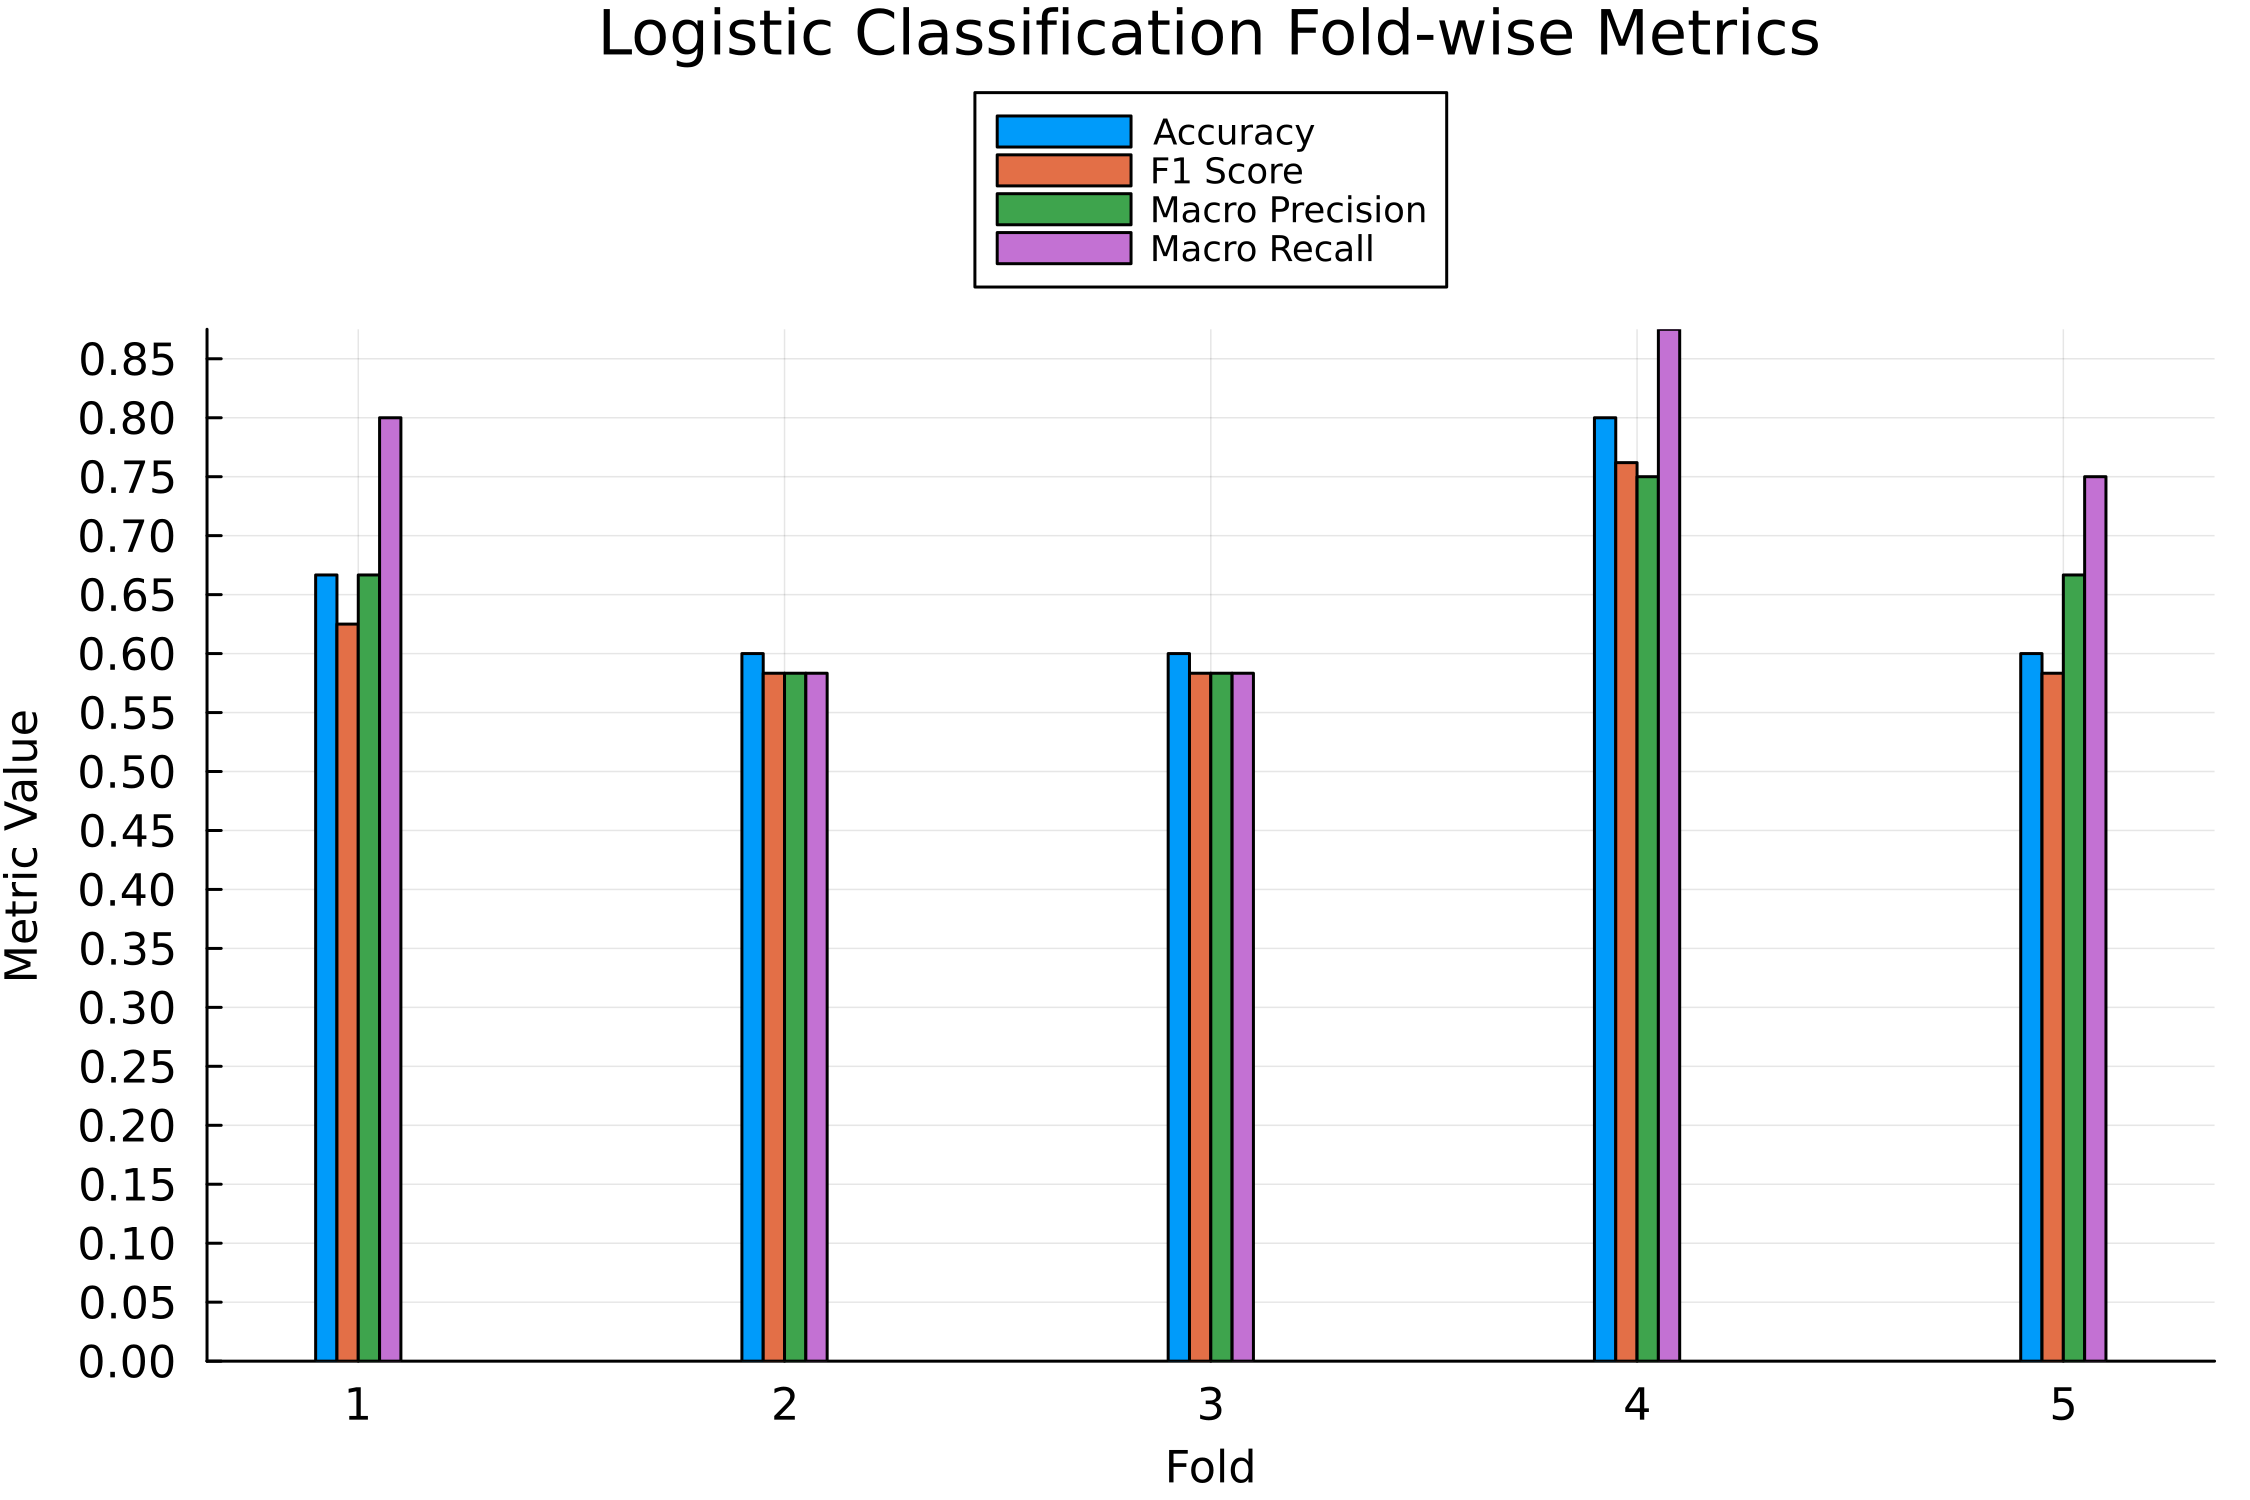 Logistic Classification Fold-wise Metrics
Accuracy
F1 Score
Macro Precision
Macro Recall
0.85
0.80
0.75
0.70
0.65
0.60
0.55
0.50
0.45
0.40
0.35
0.30
0.25
0.20
0.15
0.10
0.05
0.00
Metric Value
1 2 3 4 5
Fold